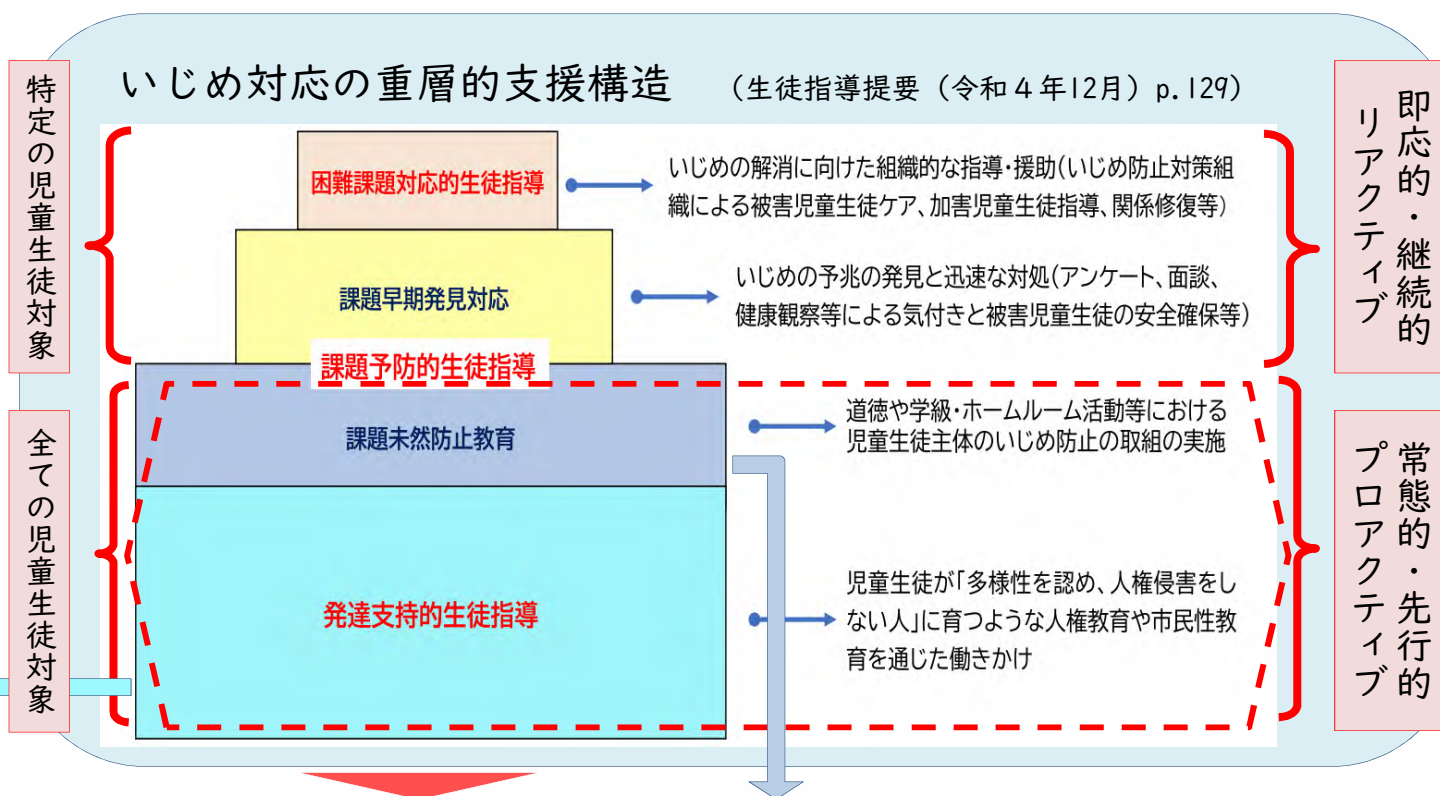 いじめ対応の重層的支援構造 （生徒指導提要（令和４年12月）p.129）
特定の児童生徒対象
困難課題対応的生徒指導
いじめの解消に向けた組織的な指導・援助（いじめ防止対策組
織による被害児童生徒ケア、加害児童生徒指導、関係修復等）
課題早期発見対応
いじめの予兆の発見と迅速な対処（アンケート、面談、
健康観察等による気付きと被害児童生徒の安全確保等）
即応的・継続的
リアクティブ
課題予防的生徒指導
全ての児童生徒対象
課題未然防止教育
道徳や学級・ホームルーム活動等における
児童生徒主体のいじめ防止の取組の実施
発達支持的生徒指導
児童生徒が「多様性を認め、人権侵害をし
ない人」に育つような人権教育や市民性教
育を通じた働きかけ
常態的・先行的
プロアクティブ